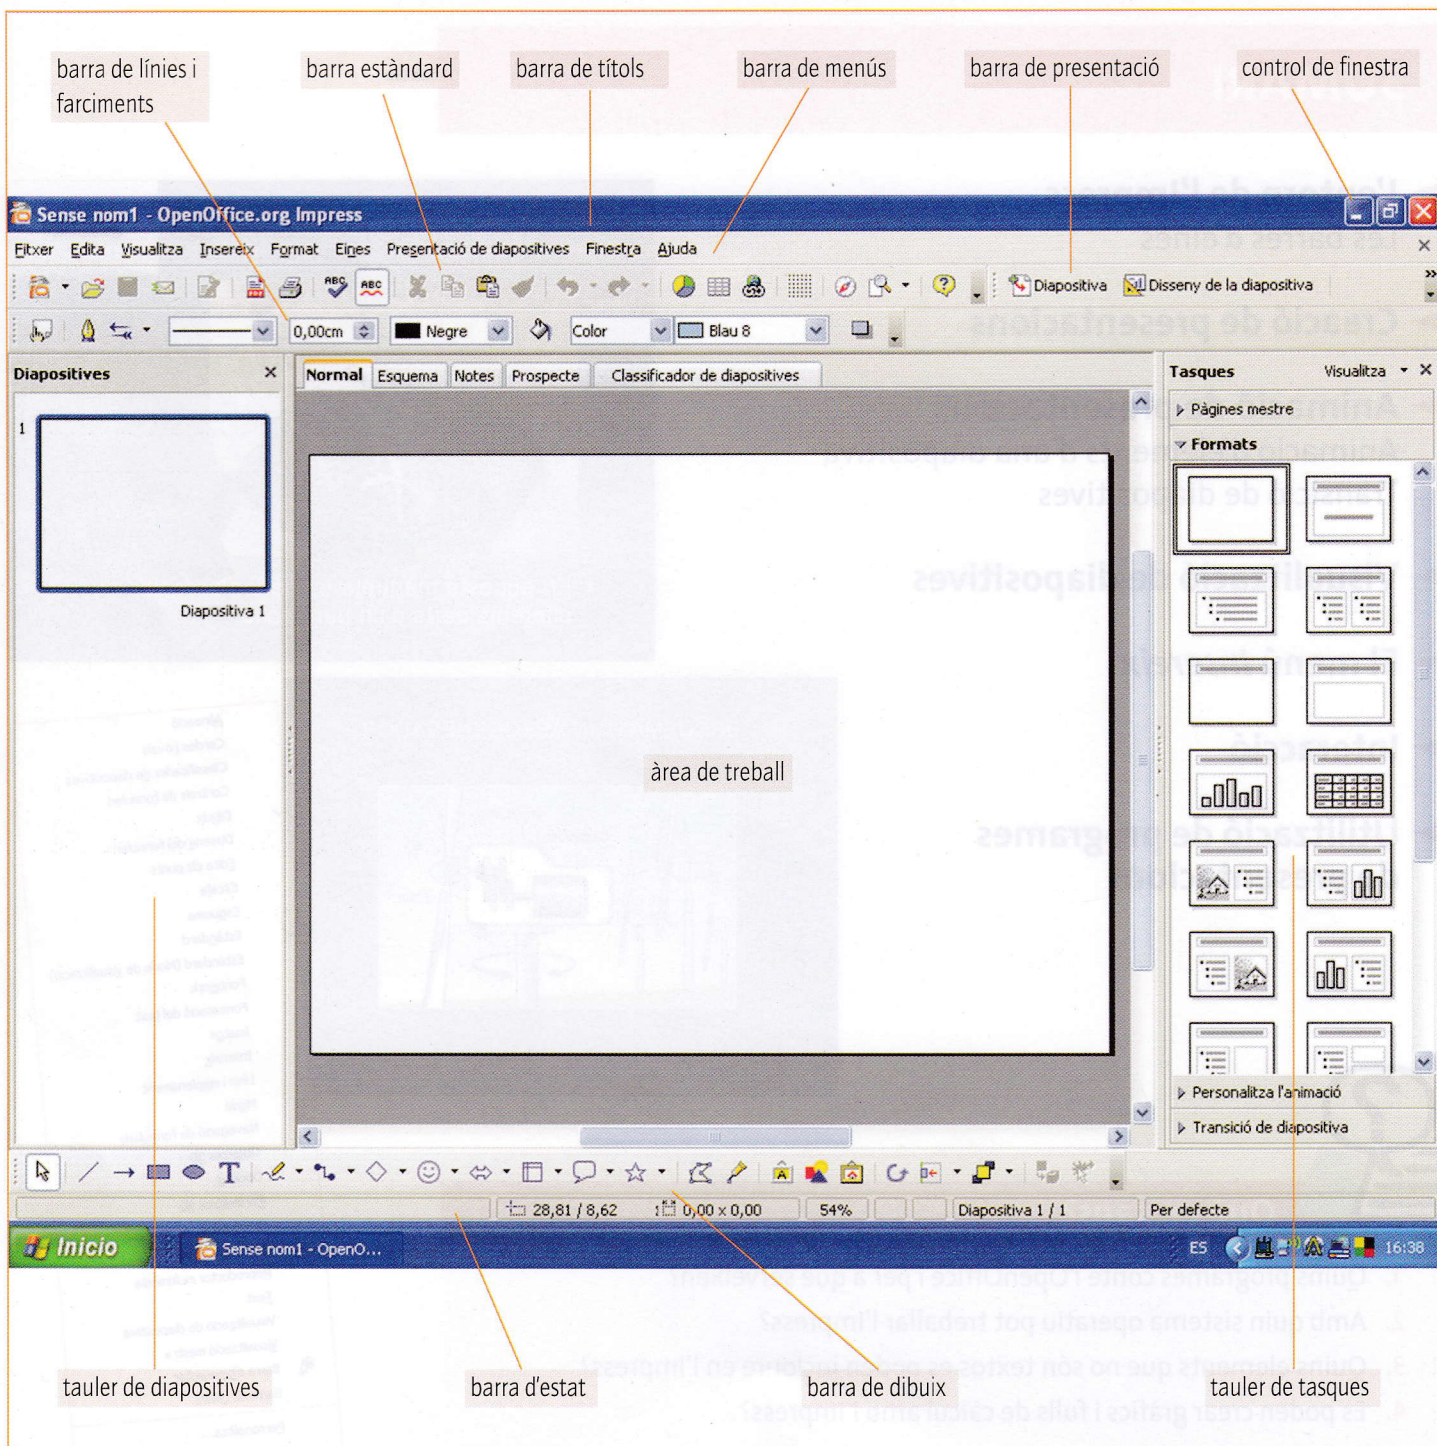 barra de línies i
farciments
barra estàndard
barra de títols
barra de menús
barra de presentació
control de finestra
Sense nom1 - OpenOffice.org Impress
Fitxer Edita Visualitza Insereix Format Eines Presentació de diapositives Finestra Ajuda
ABC ABC Diapositiva Disseny de la diapositiva
0,00cm Negre Color Blau 8
Diapositives
Normal Esquema Notes Prospecte Classificador de diapositives
Tasques Visualitza
Pàgines mestre
Formats
1
Diapositiva 1
àrea de treball
Personalitza l'animació
Transició de diapositiva
T
28,81 / 8,62 0,00 x 0,00 54% Diapositiva 1 / 1 Per defecte
Inicio Sense nom1 - OpenO... ES 16:38
tauler de diapositives
barra d'estat
barra de dibuix
tauler de tasques